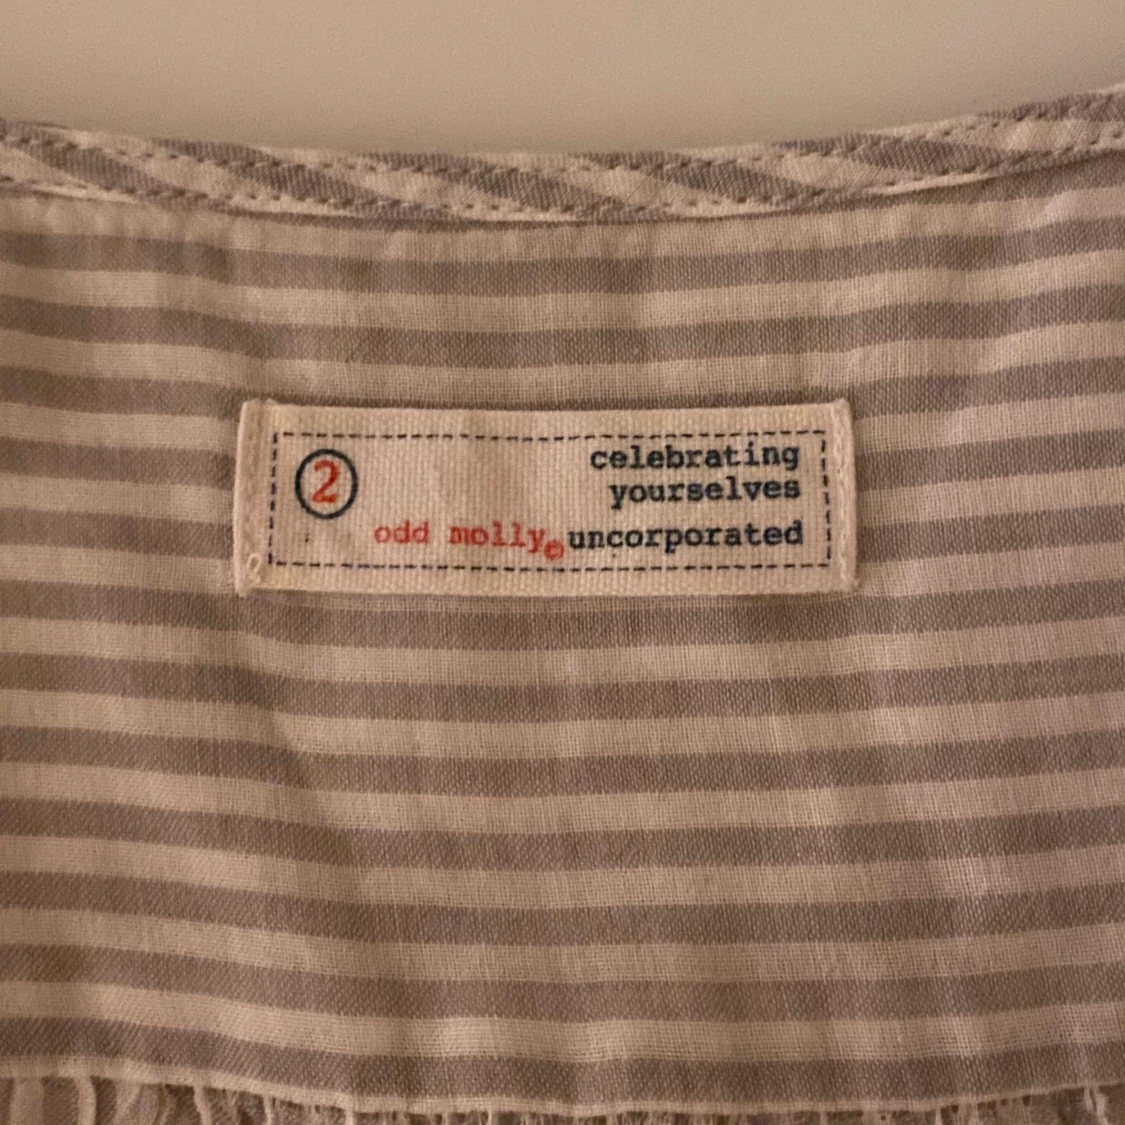 2
celebrating
yourselves
odd molly© uncorporated